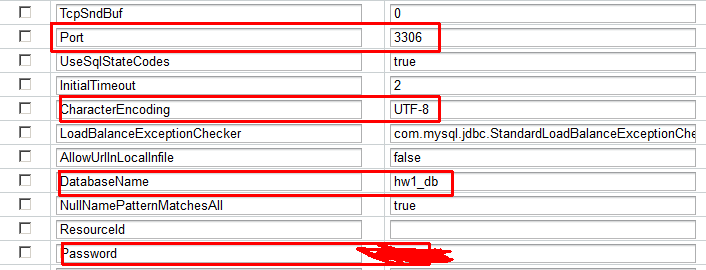 TcpSndBuf 0
Port 3306
UseSqlStateCodes true
InitialTimeout 2
CharacterEncoding UTF-8
LoadBalanceExceptionChecker com.mysql.jdbc.StandardLoadBalanceExceptionChe
AllowUrlInLocalInfile false
DatabaseName hw1_db
NullNamePatternMatchesAll true
ResourceId
Password